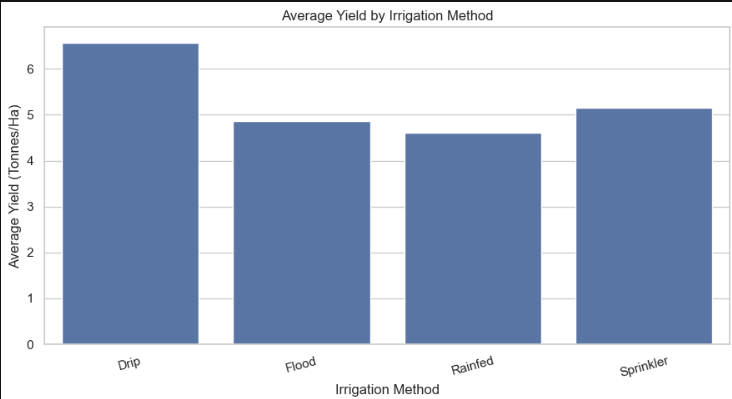 Average Yield by Irrigation Method
Average Yield (Tonnes/Ha)
6
5
4
3
2
1
0
Drip
Flood
Rainfed
Sprinkler
Irrigation Method